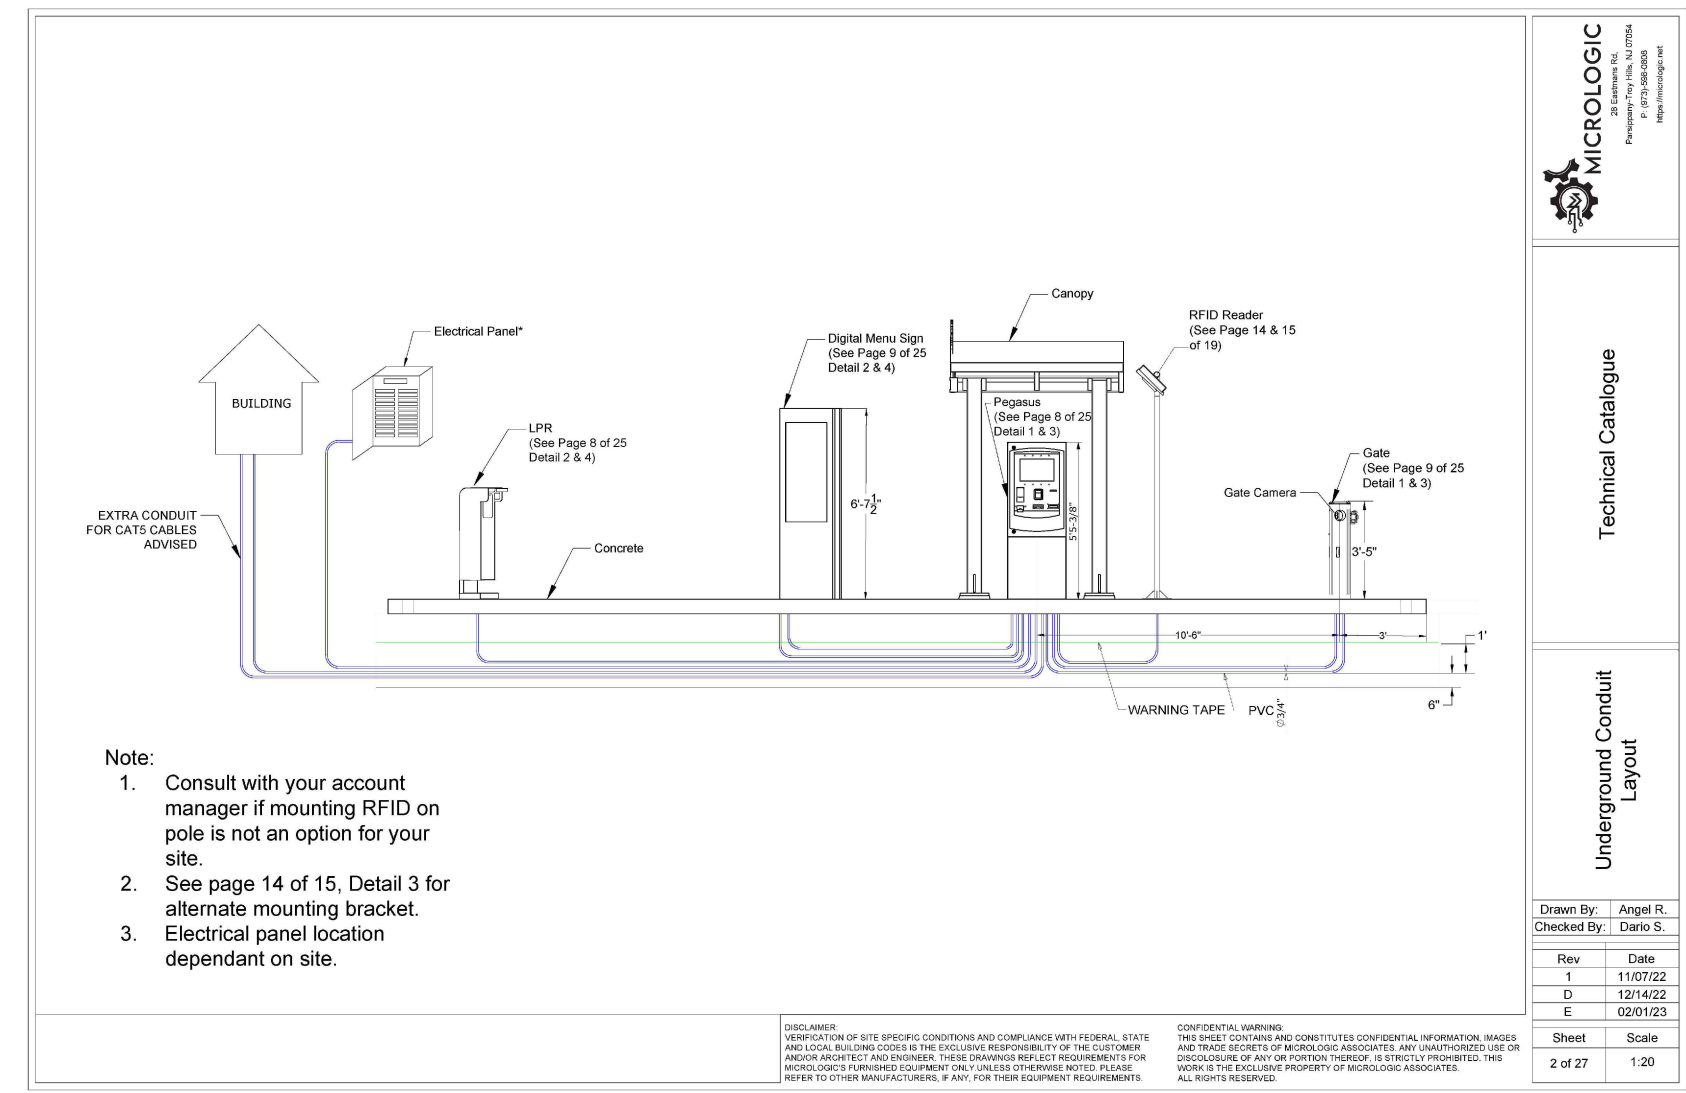 MICROLOGIC
28 Eastmans Rd,
Parsippany-Troy Hills, NJ 07054
P: (973)-598-0808
https://micrologic.net
Technical Catalogue
Underground Conduit
Layout
Canopy
RFID Reader
(See Page 14 & 15
of 19)
Electrical Panel*
Digital Menu Sign
(See Page 9 of 25
Detail 2 & 4)
BUILDING
Pegasus
(See Page 8 of 25
Detail 1 & 3)
LPR
(See Page 8 of 25
Detail 2 & 4)
Gate
(See Page 9 of 25
Detail 1 & 3)
Gate Camera
6'-7 1/2"
5'5-3/8"
3'-5"
EXTRA CONDUIT
FOR CAT5 CABLES
ADVISED
Concrete
10'-6"
3'
1'
6"
WARNING TAPE
PVC
∅3/4"
Note:
1. Consult with your account
manager if mounting RFID on
pole is not an option for your
site.
2. See page 14 of 15, Detail 3 for
alternate mounting bracket.
3. Electrical panel location
dependant on site.
Drawn By: Angel R.
Checked By: Dario S.
Rev Date
1 11/07/22
D 12/14/22
E 02/01/23
Sheet Scale
2 of 27 1:20
DISCLAIMER:
VERIFICATION OF SITE SPECIFIC CONDITIONS AND COMPLIANCE WITH FEDERAL, STATE
AND LOCAL BUILDING CODES IS THE EXCLUSIVE RESPONSIBILITY OF THE CUSTOMER
AND/OR ARCHITECT AND ENGINEER. THESE DRAWINGS REFLECT REQUIREMENTS FOR
MICROLOGIC'S FURNISHED EQUIPMENT ONLY.UNLESS OTHERWISE NOTED. PLEASE
REFER TO OTHER MANUFACTURERS, IF ANY, FOR THEIR EQUIPMENT REQUIREMENTS.
CONFIDENTIAL WARNING:
THIS SHEET CONTAINS AND CONSTITUTES CONFIDENTIAL INFORMATION, IMAGES
AND TRADE SECRETS OF MICROLOGIC ASSOCIATES. ANY UNAUTHORIZED USE OR
DISCOLOSURE OF ANY OR PORTION THEREOF. IS STRICTLY PROHIBITED. THIS
WORK IS THE EXCLUSIVE PROPERTY OF MICROLOGIC ASSOCIATES.
ALL RIGHTS RESERVED.